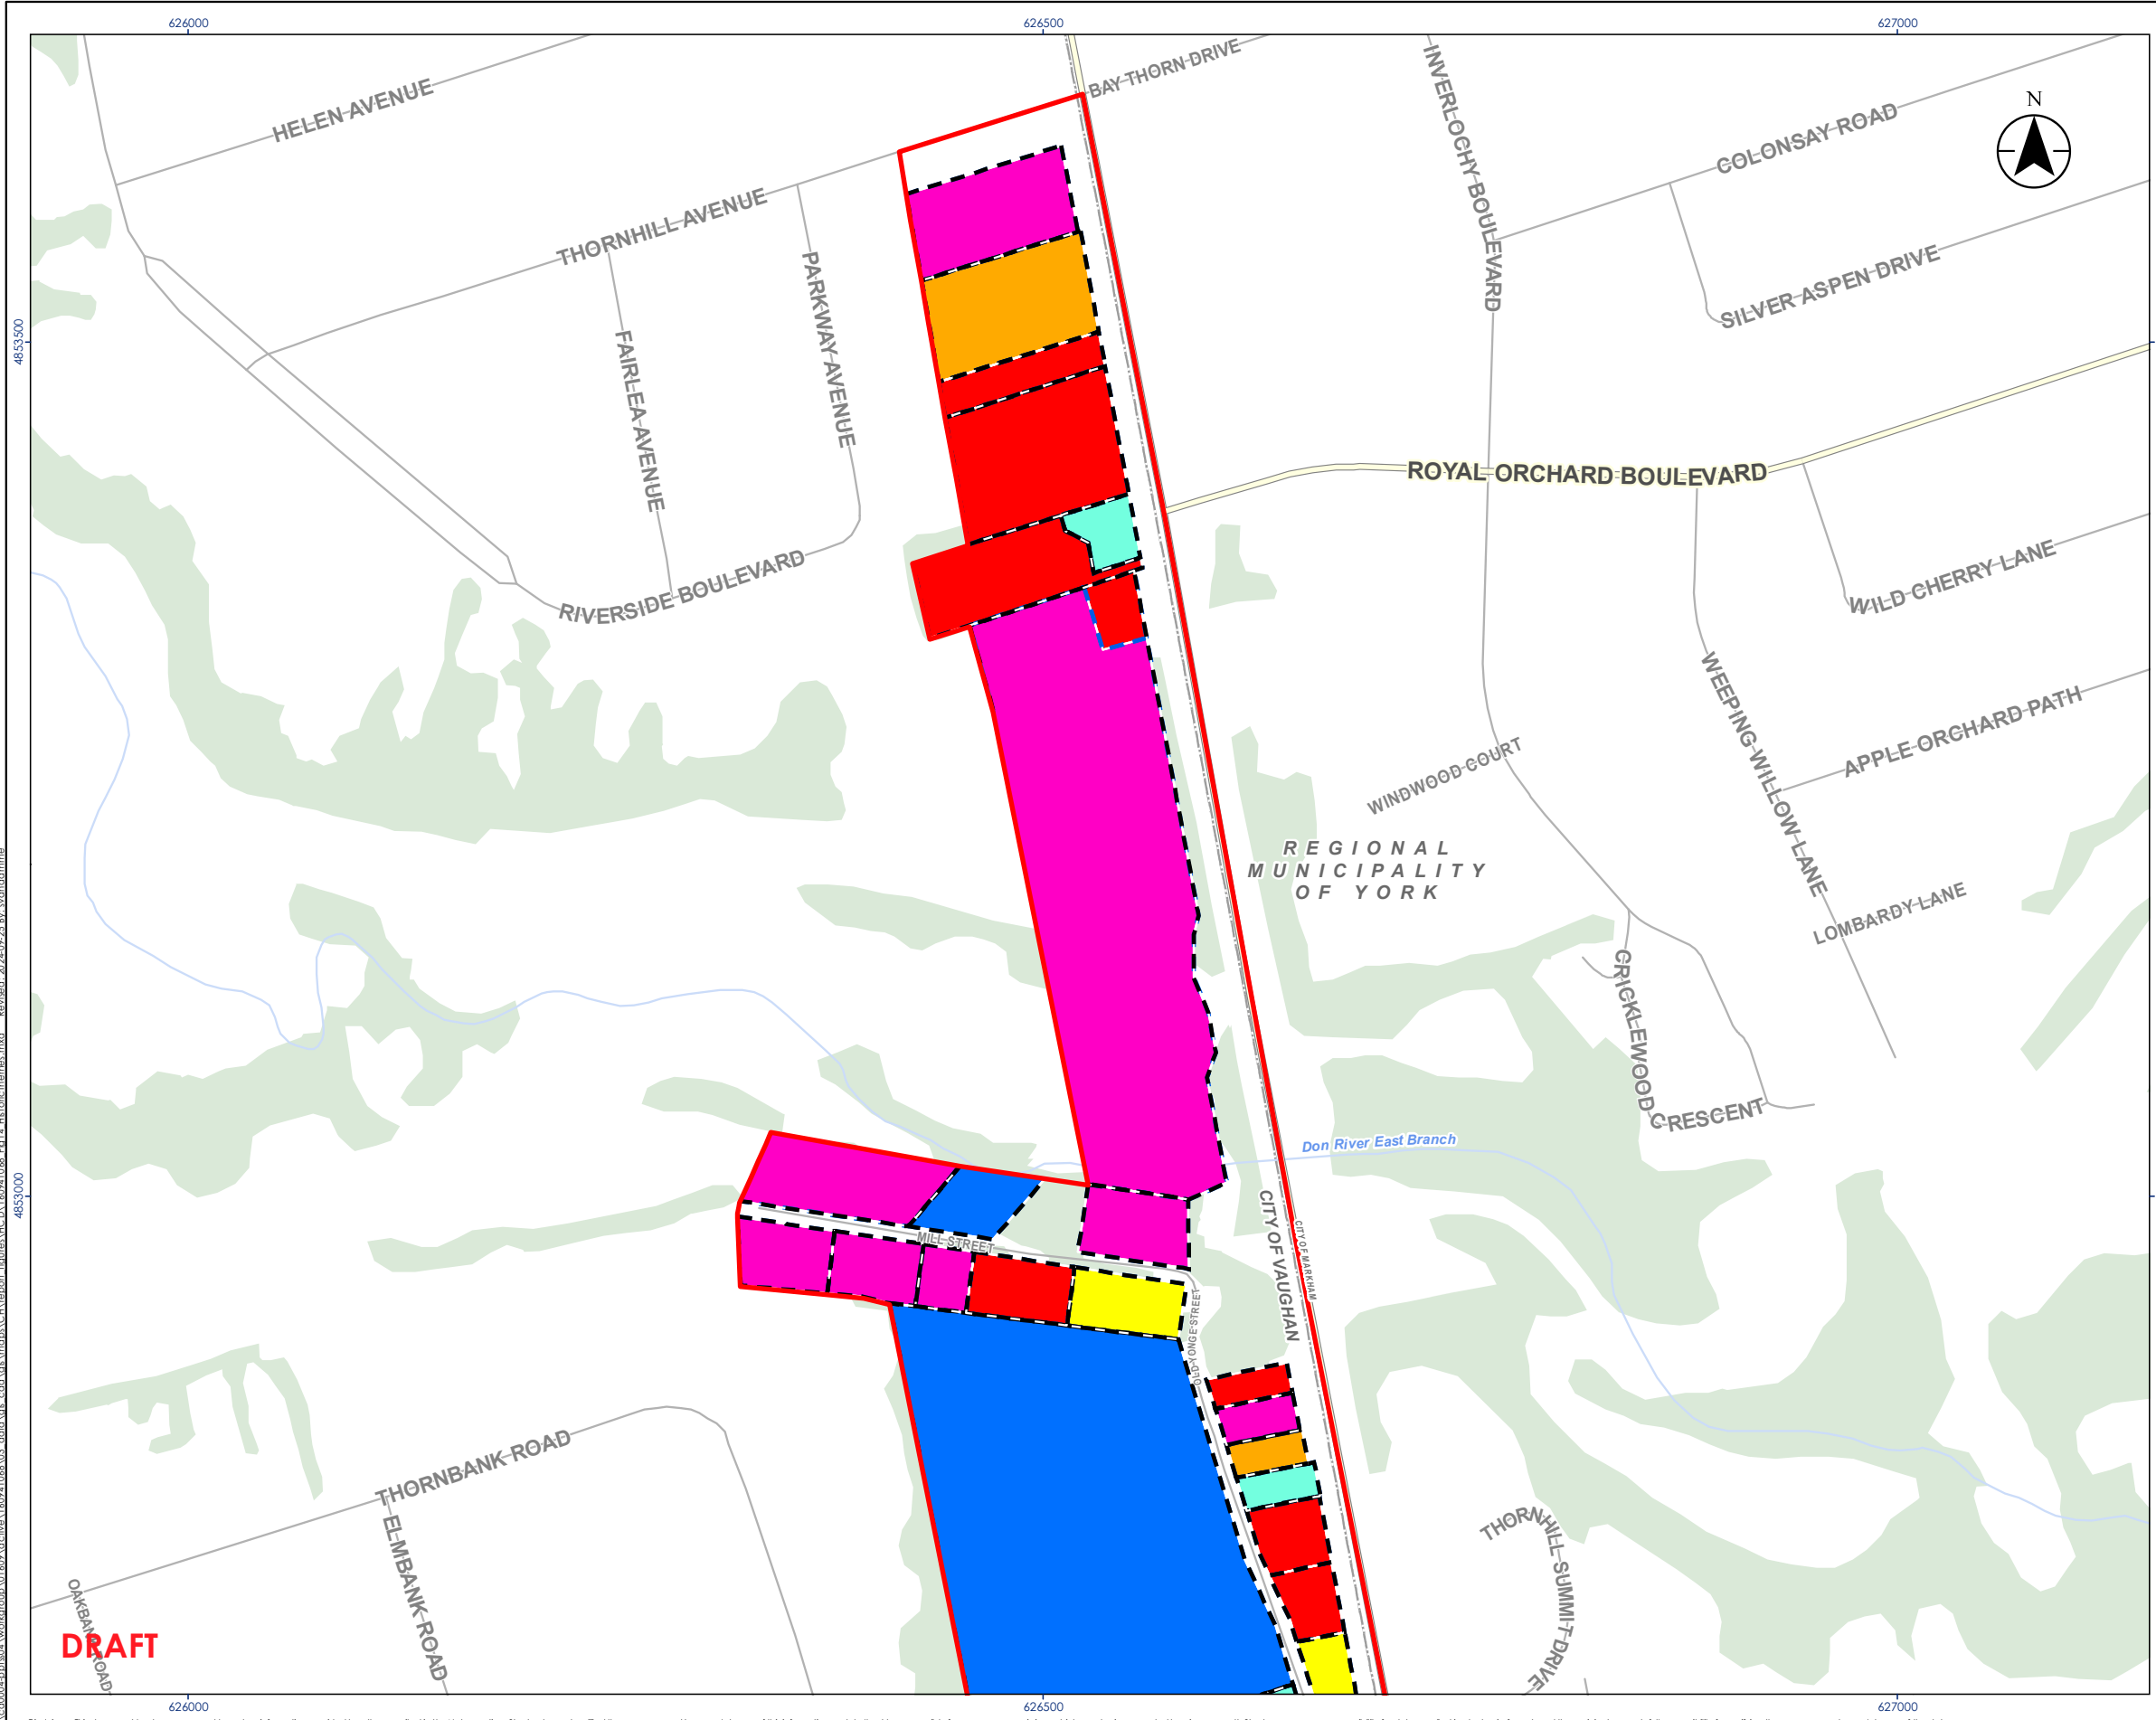 626000
626500
627000
BAY THORN DRIVE
HELEN AVENUE
INVERLOCHY BOULEVARD
COLONSAY ROAD
N
THORNHILL AVENUE
PARKWAY AVENUE
SILVER ASPEN DRIVE
4853500
FAIRLEA AVENUE
ROYAL ORCHARD BOULEVARD
RIVERSIDE BOULEVARD
WILD CHERRY LANE
WEEPING WILLOW LANE
APPLE ORCHARD PATH
WINDWOOD COURT
REGIONAL
MUNICIPALITY
OF YORK
LOMBARDY LANE
CRICKLEWOOD
CRESCENT
Don River East Branch
4853000
CITY OF VAUGHAN
CITY OF MARKHAM
MILL STREET
OLD YONGE STREET
THORNBANK ROAD
ELMBANK ROAD
OAKBANK ROAD
THORNHILL SUMMIT DRIVE
DRAFT
626000
626500
627000